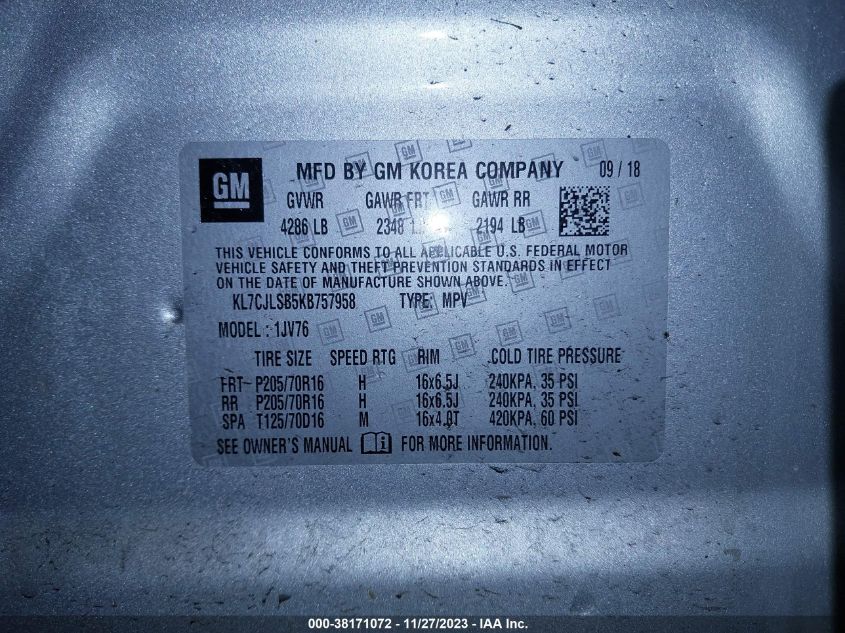 GM MFD BY GM KOREA COMPANY 09 / 18
GVWR GAWR FRT GAWR RR
4286 LB 2348 2194 LB
THIS VEHICLE CONFORMS TO ALL APPLICABLE U.S. FEDERAL MOTOR
VEHICLE SAFETY AND THEFT PREVENTION STANDARDS IN EFFECT
ON THE DATE OF MANUFACTURE SHOWN ABOVE.
KL7CJLSB5KB757958 TYPE: MPV
MODEL : 1JV76
TIRE SIZE SPEED RTG RIM COLD TIRE PRESSURE
FRT P205/70R16 H 16x6.5J 240KPA, 35 PSI
RR P205/70R16 H 16x6.5J 240KPA, 35 PSI
SPA T125/70D16 M 16x4.0T 420KPA, 60 PSI
SEE OWNER'S MANUAL i FOR MORE INFORMATION.
000-38171072 - 11/27/2023 - IAA Inc.